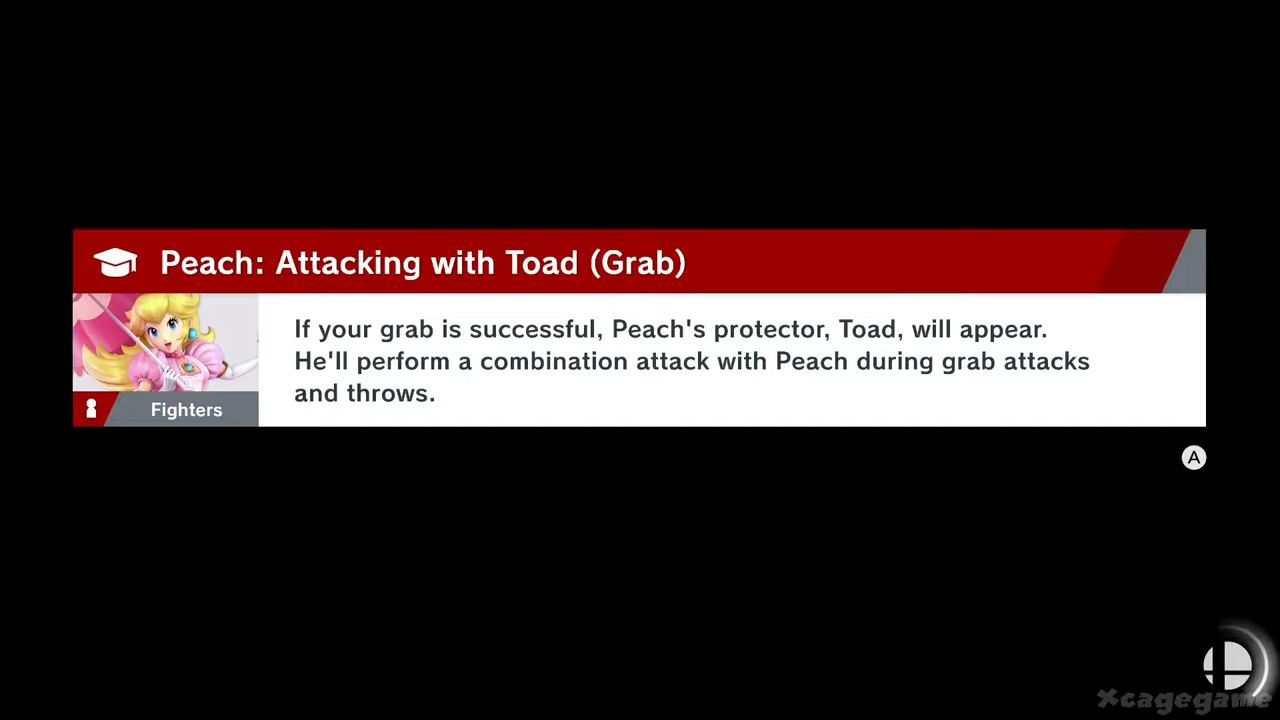 Peach: Attacking with Toad (Grab)
If your grab is successful, Peach's protector, Toad, will appear.
He'll perform a combination attack with Peach during grab attacks
and throws.
Fighters
A
Xcagegame